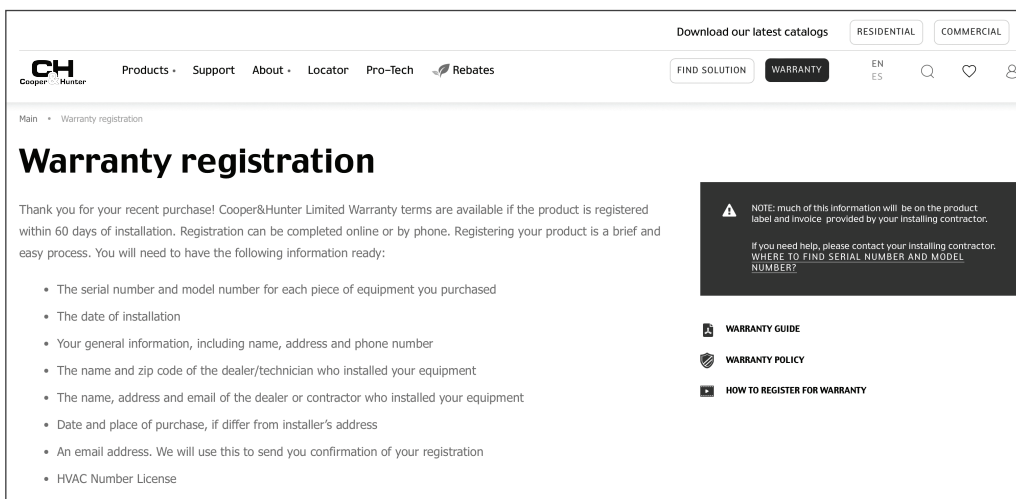 Download our latest catalogs RESIDENTIAL COMMERCIAL
CH
Cooper & Hunter
Products • Support About • Locator Pro-Tech Rebates FIND SOLUTION WARRANTY EN
ES
Main • Warranty registration
Warranty registration
Thank you for your recent purchase! Cooper&Hunter Limited Warranty terms are available if the product is registered
within 60 days of installation. Registration can be completed online or by phone. Registering your product is a brief and
easy process. You will need to have the following information ready:
• The serial number and model number for each piece of equipment you purchased
• The date of installation
• Your general information, including name, address and phone number
• The name and zip code of the dealer/technician who installed your equipment
• The name, address and email of the dealer or contractor who installed your equipment
• Date and place of purchase, if differ from installer’s address
• An email address. We will use this to send you confirmation of your registration
• HVAC Number License
NOTE: much of this information will be on the product
label and invoice provided by your installing contractor.
If you need help, please contact your installing contractor.
WHERE TO FIND SERIAL NUMBER AND MODEL
NUMBER?
WARRANTY GUIDE
WARRANTY POLICY
HOW TO REGISTER FOR WARRANTY